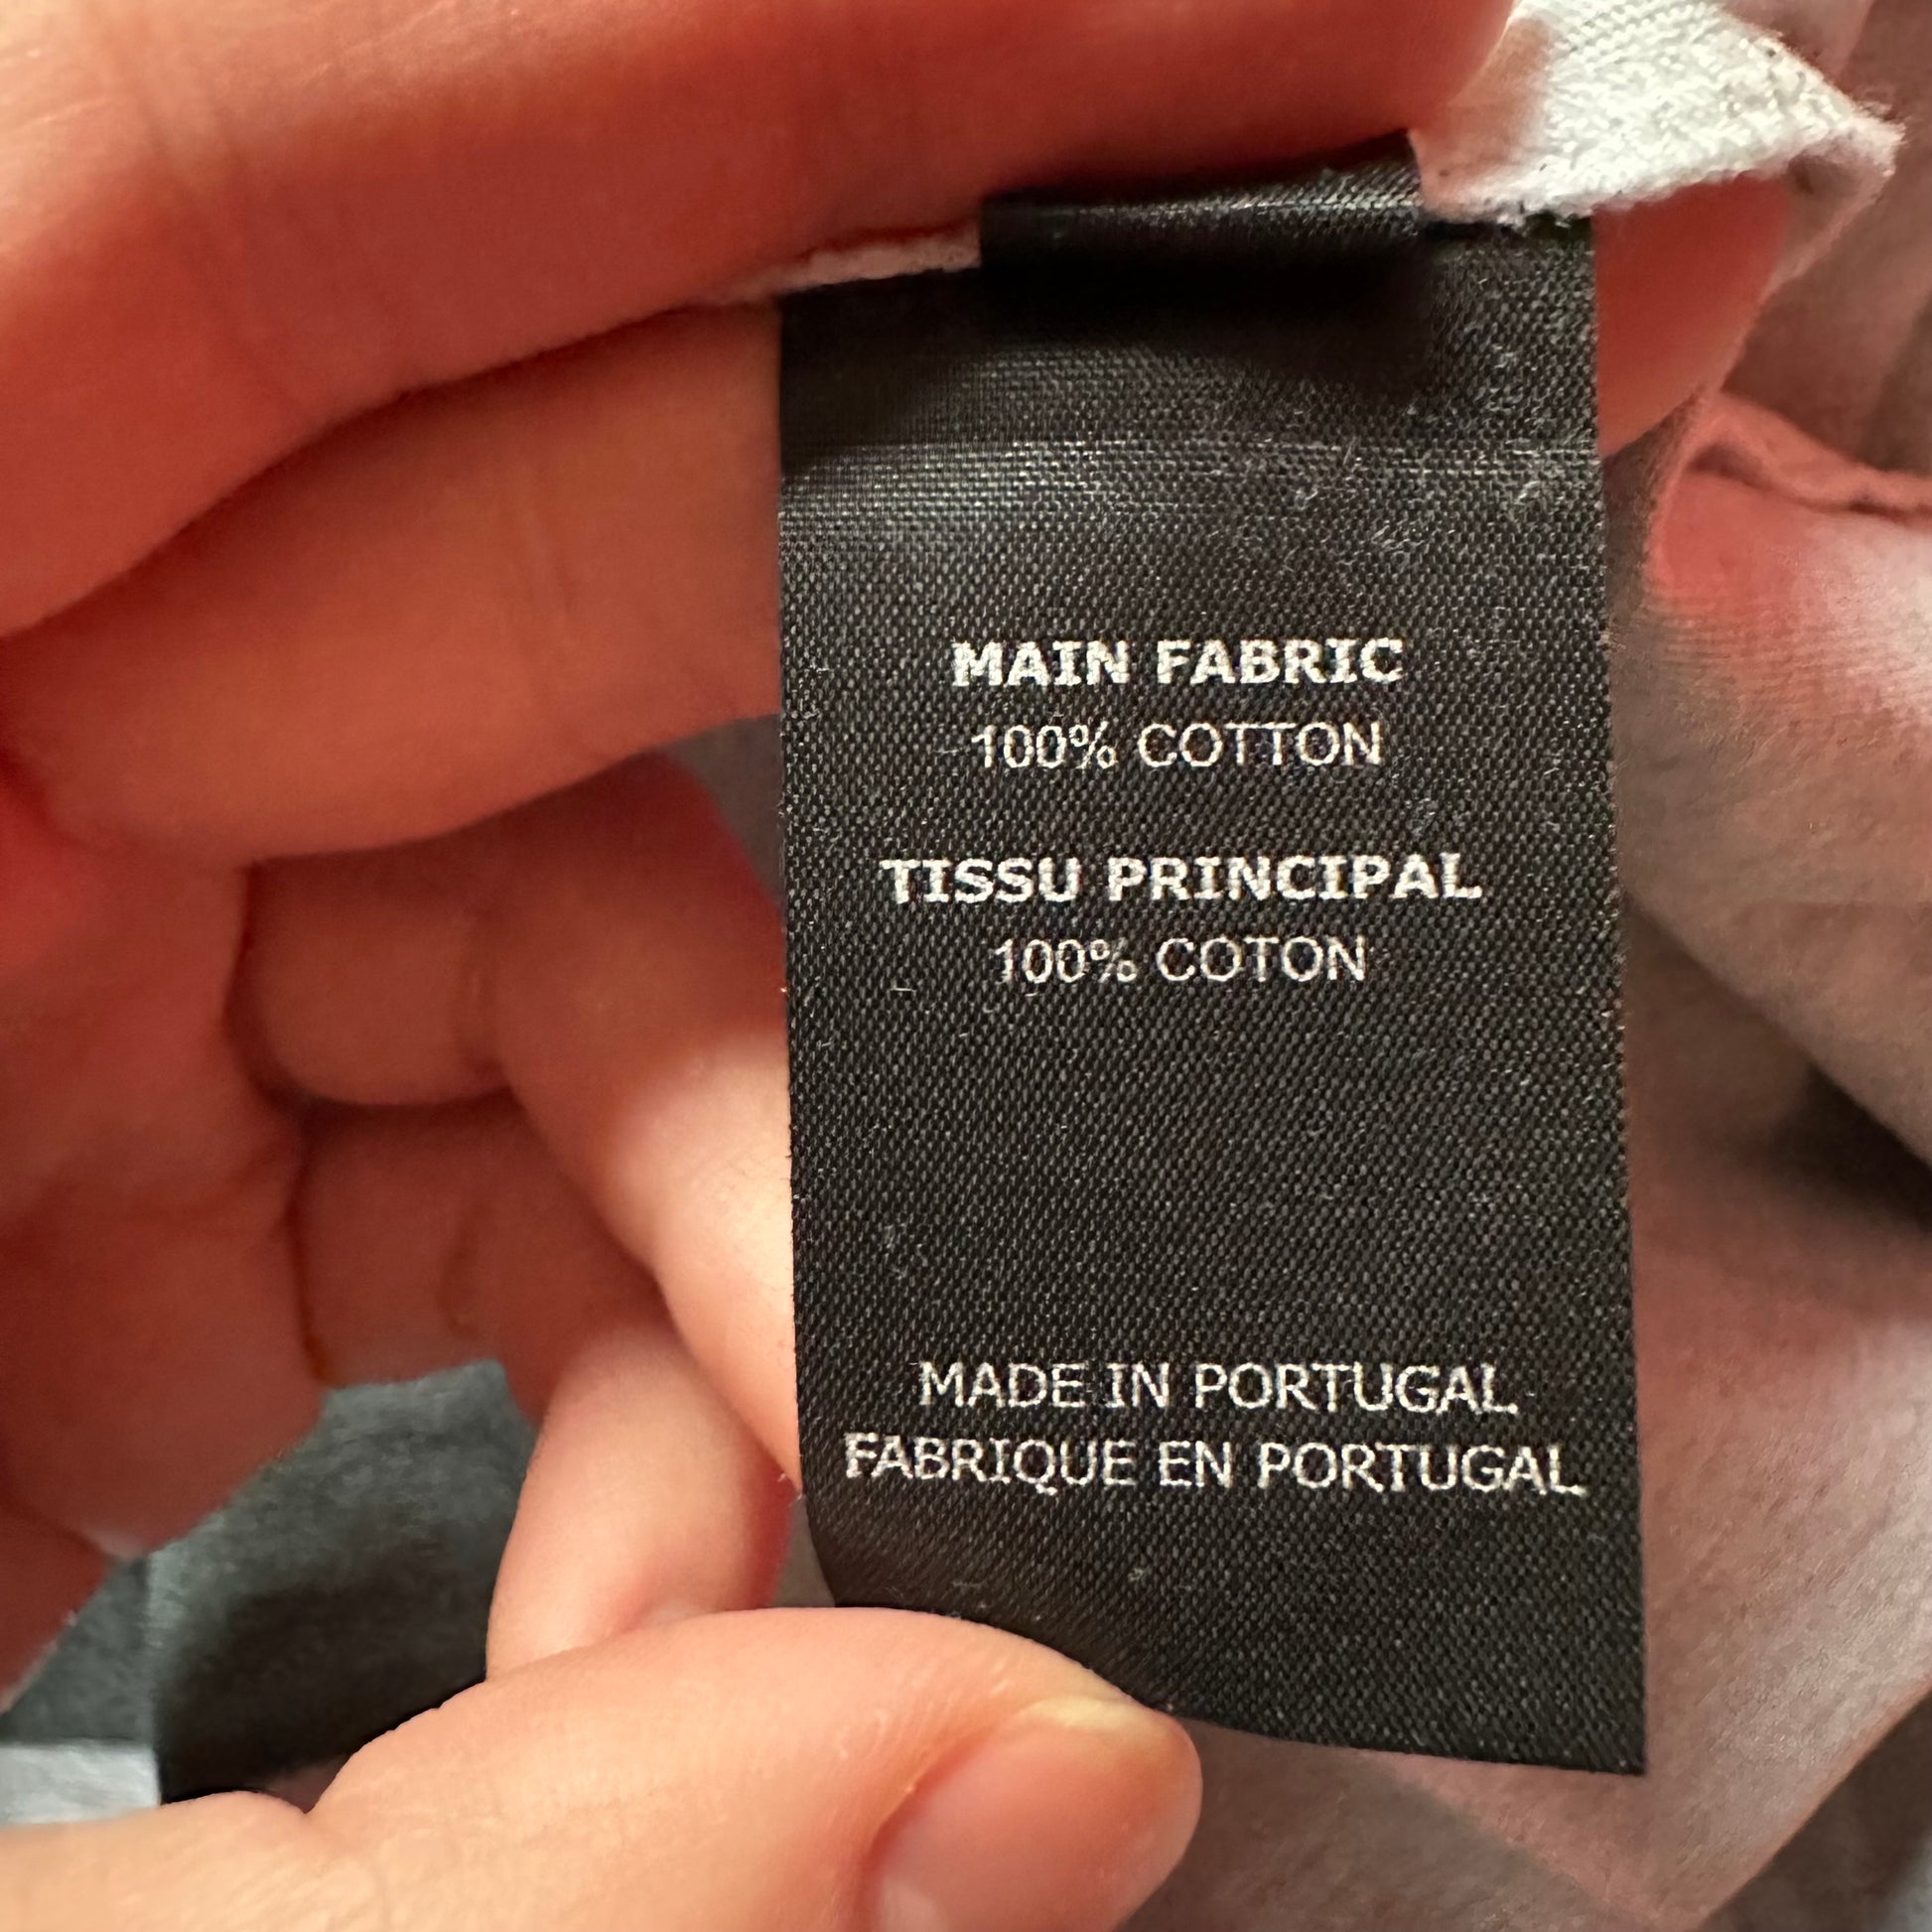 MAIN FABRIC
100% COTTON
TISSU PRINCIPAL
100% COTON
MADE IN PORTUGAL
FABRIQUE EN PORTUGAL